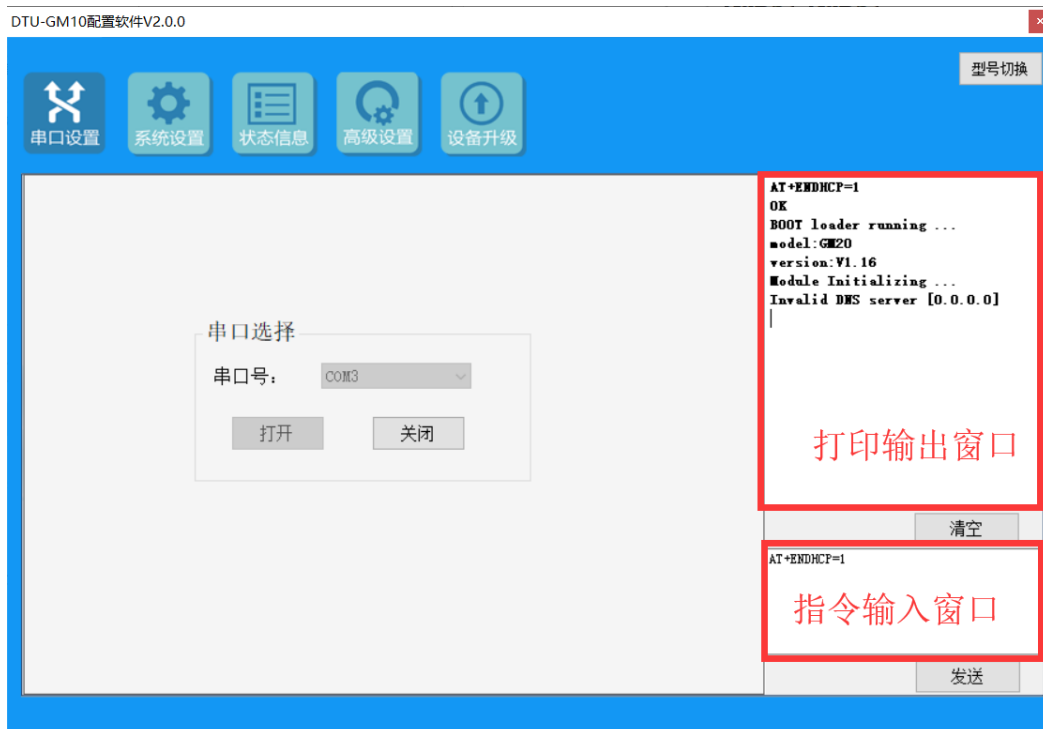 DTU-GM10配置软件V2.0.0
型号切换
串口设置
系统设置
状态信息
高级设置
设备升级
AT+ENDHCP=1
OK
BOOT loader running ...
model:GM20
version:V1.16
Module Initializing ...
Invalid DNS server [0.0.0.0]
串口选择
串口号：
COM3
打开
关闭
打印输出窗口
清空
AT+ENDHCP=1
指令输入窗口
发送